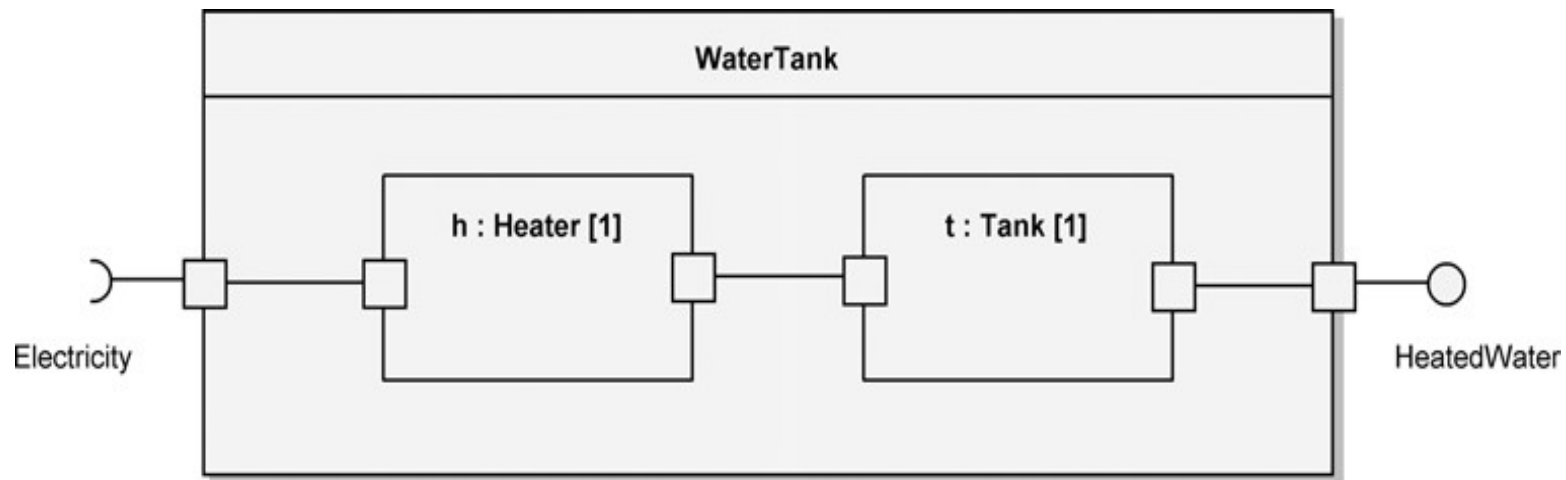 WaterTank
h : Heater [1]
t : Tank [1]
Electricity
HeatedWater